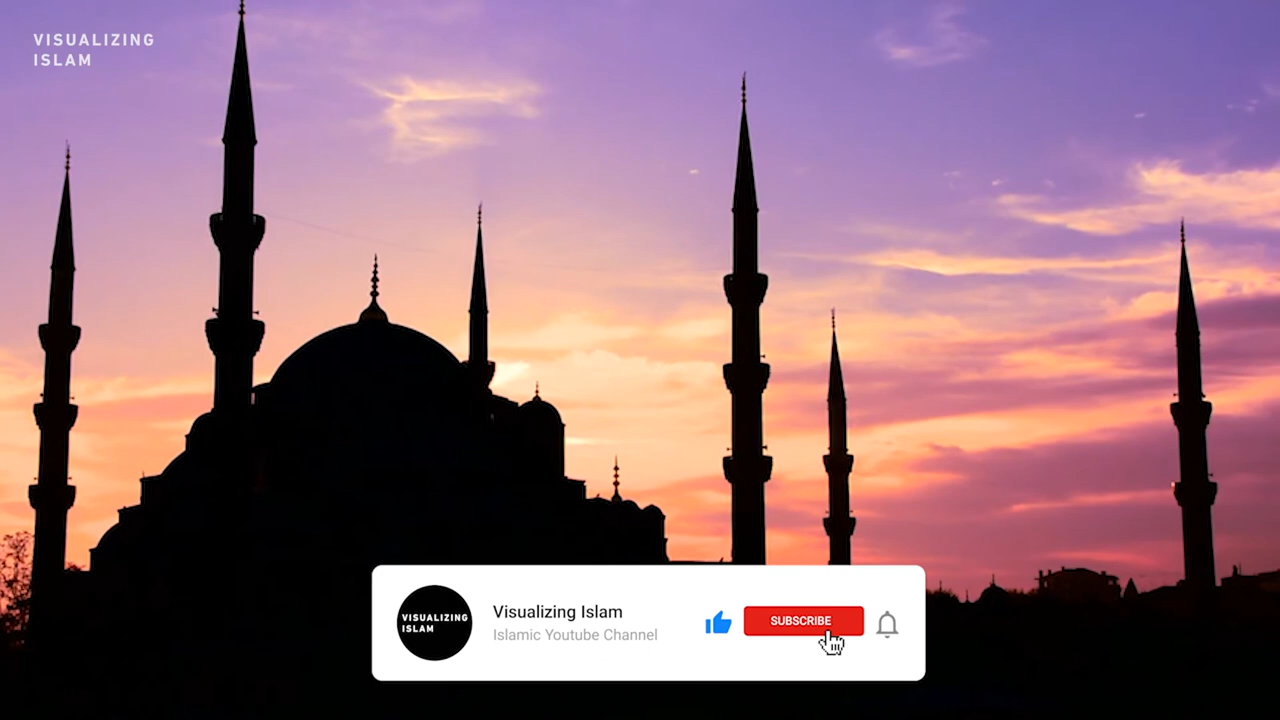 VISUALIZING
ISLAM
VISUALIZING
ISLAM
Visualizing Islam
Islamic Youtube Channel
SUBSCRIBE